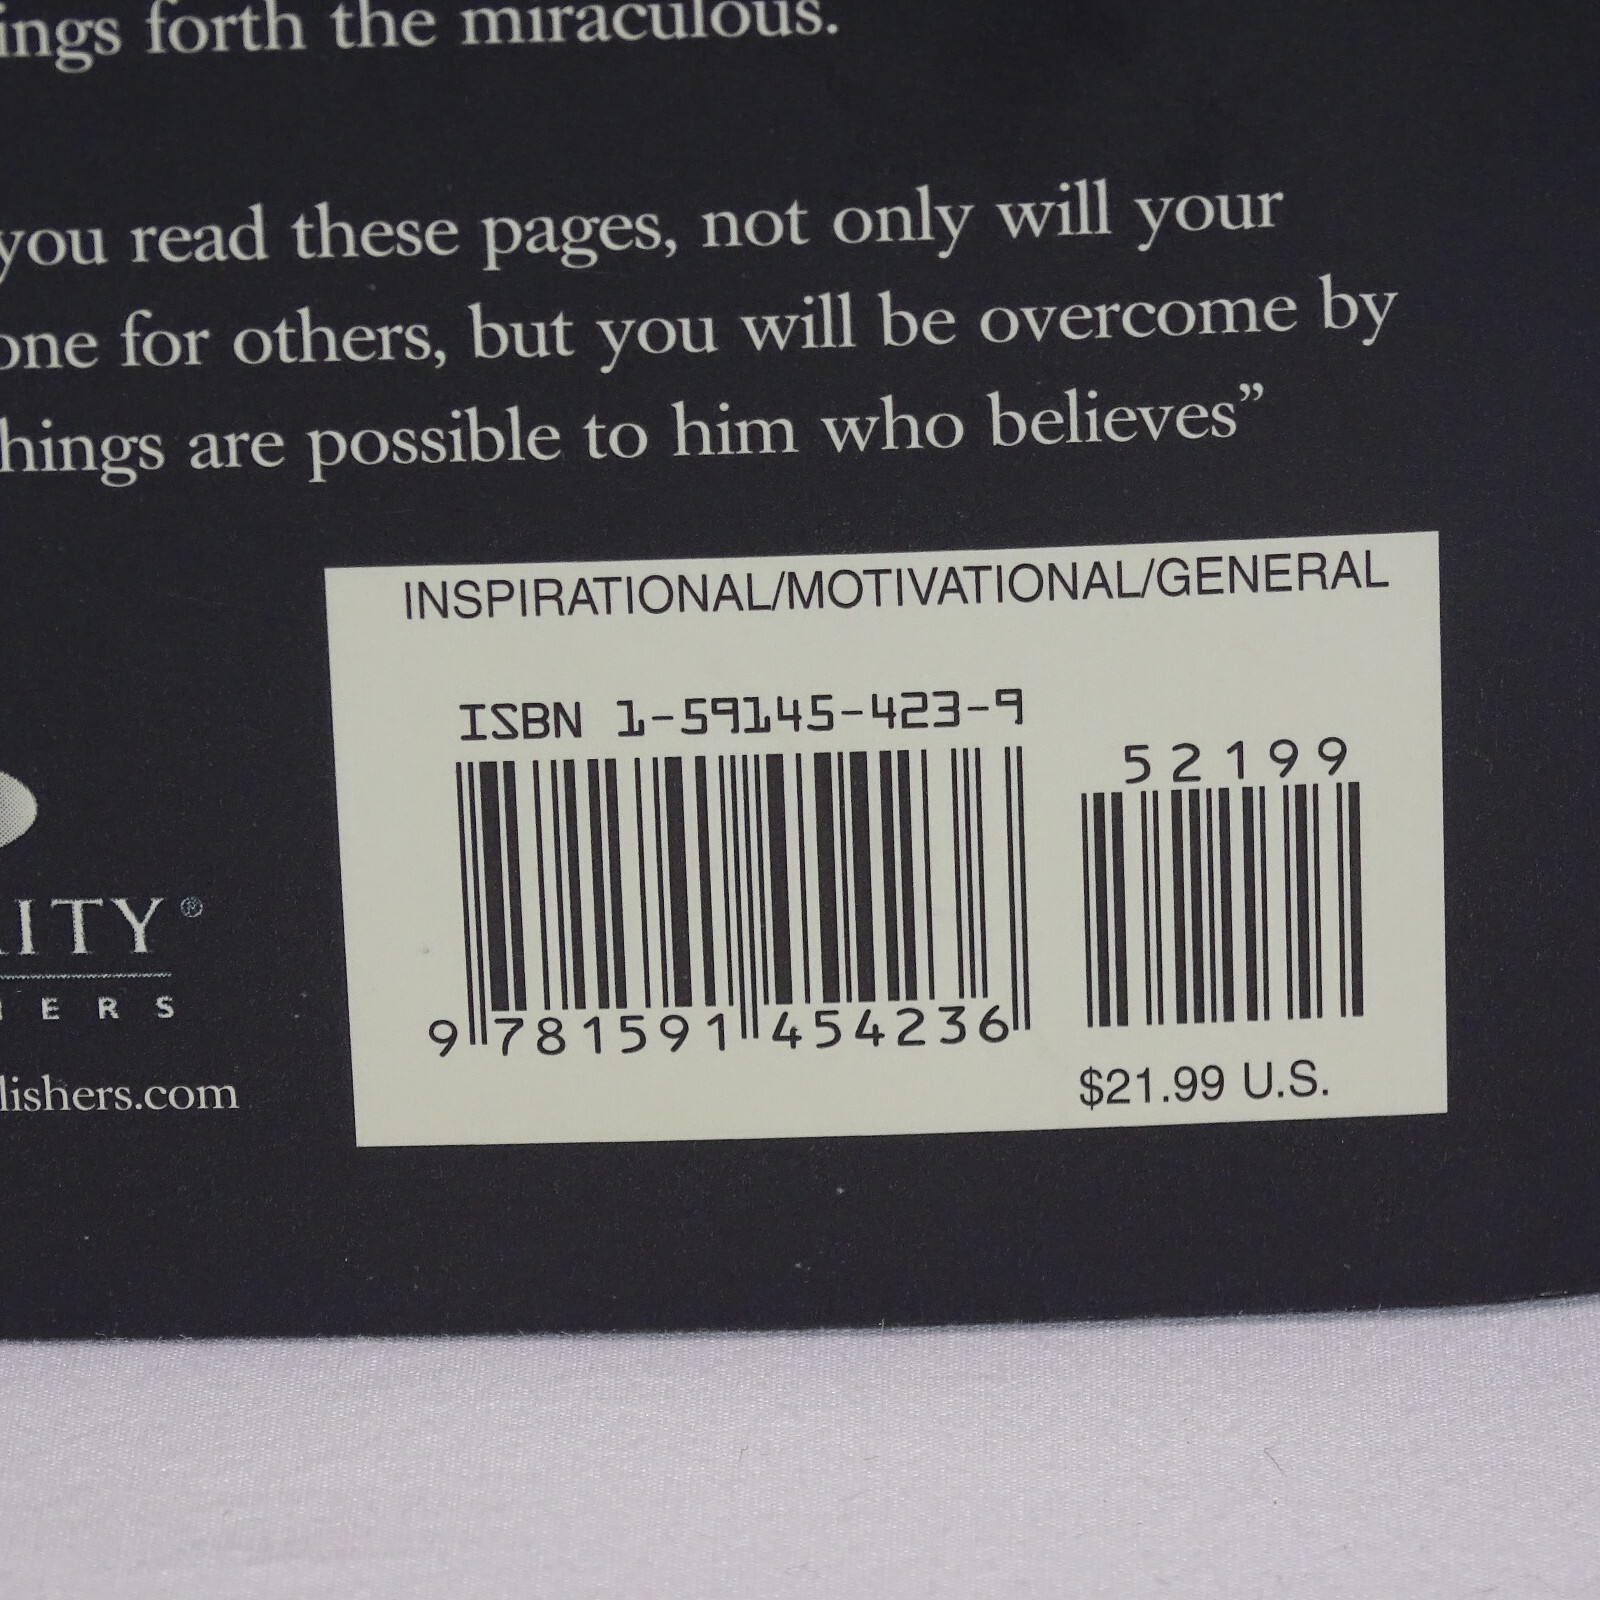 ings forth the miraculous.
you read these pages, not only will your
one for others, but you will be overcome by
hings are possible to him who believes”
INSPIRATIONAL/MOTIVATIONAL/GENERAL
ISBN 1-59145-423-9
52199
9 781591 454236
$21.99 U.S.
RITY®
HERS
lishers.com